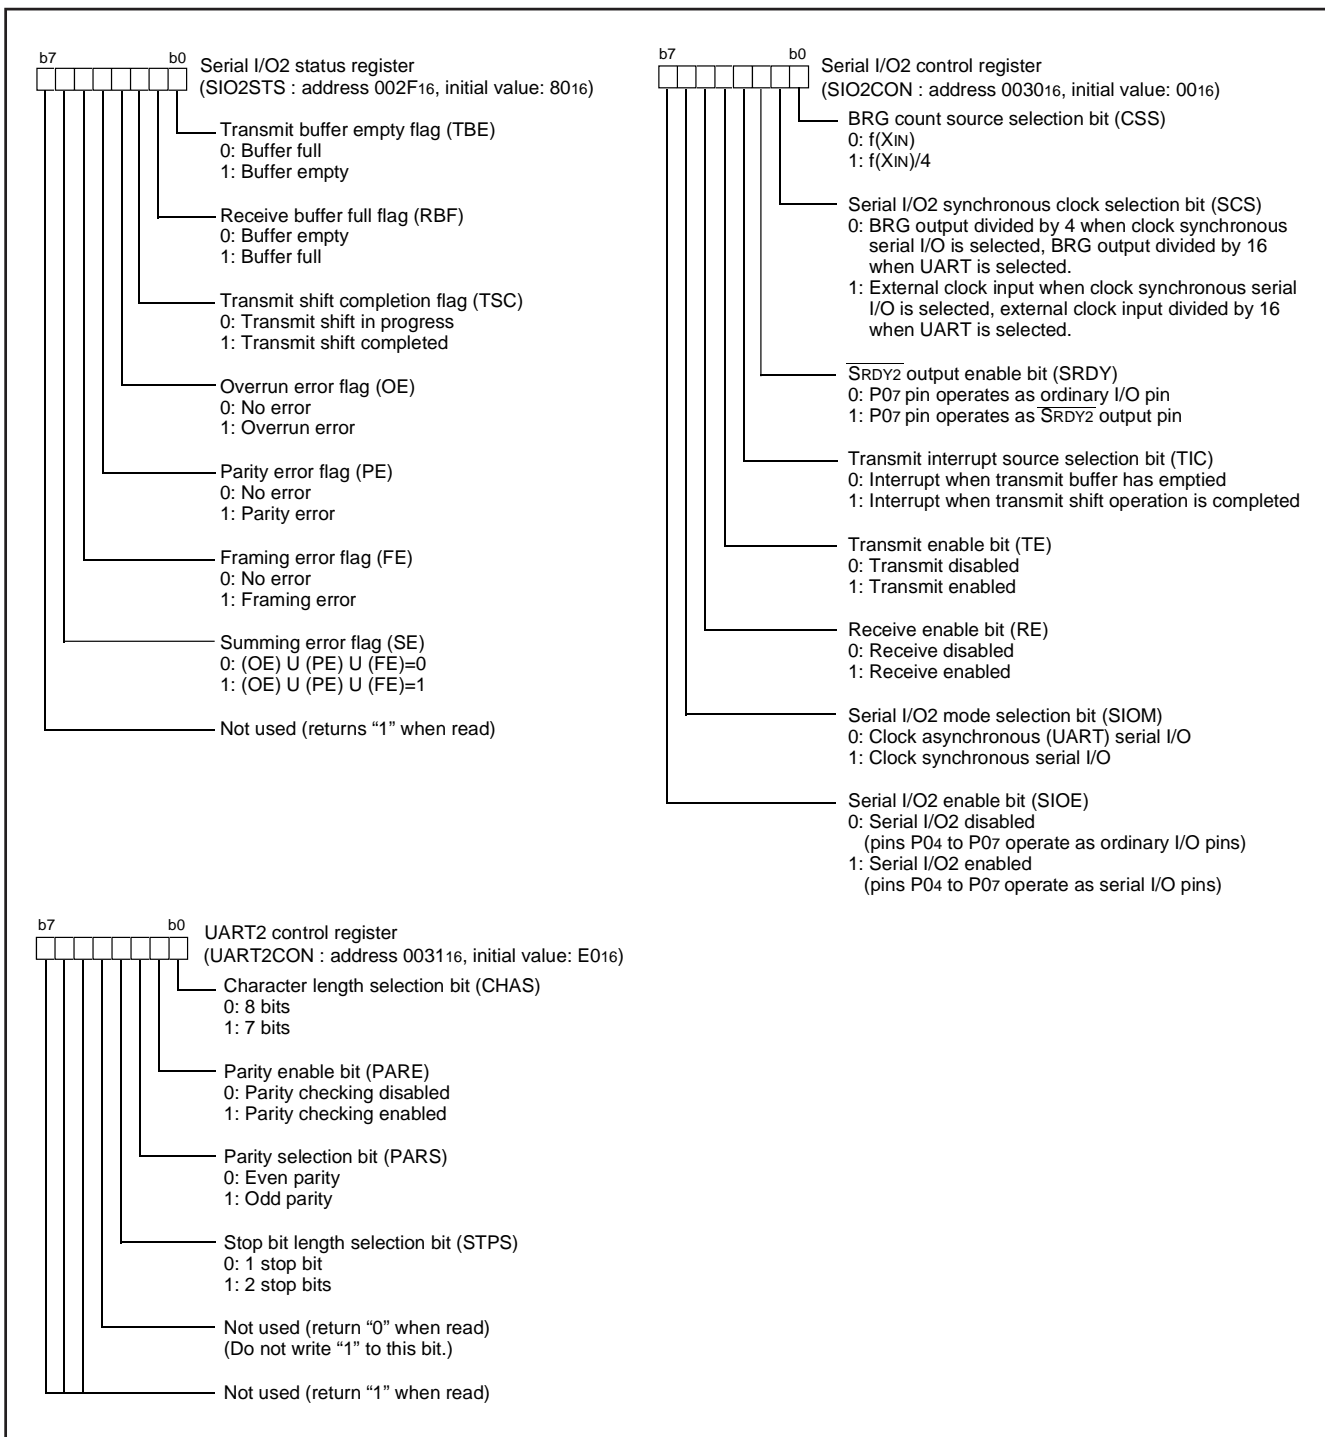 b7 b0
Serial I/O2 status register
(SIO2STS : address 002F16, initial value: 8016)
Transmit buffer empty flag (TBE)
0: Buffer full
1: Buffer empty
Receive buffer full flag (RBF)
0: Buffer empty
1: Buffer full
Transmit shift completion flag (TSC)
0: Transmit shift in progress
1: Transmit shift completed
Overrun error flag (OE)
0: No error
1: Overrun error
Parity error flag (PE)
0: No error
1: Parity error
Framing error flag (FE)
0: No error
1: Framing error
Summing error flag (SE)
0: (OE) U (PE) U (FE)=0
1: (OE) U (PE) U (FE)=1
Not used (returns “1” when read)
b7 b0
Serial I/O2 control register
(SIO2CON : address 003016, initial value: 0016)
BRG count source selection bit (CSS)
0: f(XIN)
1: f(XIN)/4
Serial I/O2 synchronous clock selection bit (SCS)
0: BRG output divided by 4 when clock synchronous
serial I/O is selected, BRG output divided by 16
when UART is selected.
1: External clock input when clock synchronous serial
I/O is selected, external clock input divided by 16
when UART is selected.
SRDY2 output enable bit (SRDY)
0: P07 pin operates as ordinary I/O pin
1: P07 pin operates as SRDY2 output pin
Transmit interrupt source selection bit (TIC)
0: Interrupt when transmit buffer has emptied
1: Interrupt when transmit shift operation is completed
Transmit enable bit (TE)
0: Transmit disabled
1: Transmit enabled
Receive enable bit (RE)
0: Receive disabled
1: Receive enabled
Serial I/O2 mode selection bit (SIOM)
0: Clock asynchronous (UART) serial I/O
1: Clock synchronous serial I/O
Serial I/O2 enable bit (SIOE)
0: Serial I/O2 disabled
(pins P04 to P07 operate as ordinary I/O pins)
1: Serial I/O2 enabled
(pins P04 to P07 operate as serial I/O pins)
b7 b0
UART2 control register
(UART2CON : address 003116, initial value: E016)
Character length selection bit (CHAS)
0: 8 bits
1: 7 bits
Parity enable bit (PARE)
0: Parity checking disabled
1: Parity checking enabled
Parity selection bit (PARS)
0: Even parity
1: Odd parity
Stop bit length selection bit (STPS)
0: 1 stop bit
1: 2 stop bits
Not used (return “0” when read)
(Do not write “1” to this bit.)
Not used (return “1” when read)